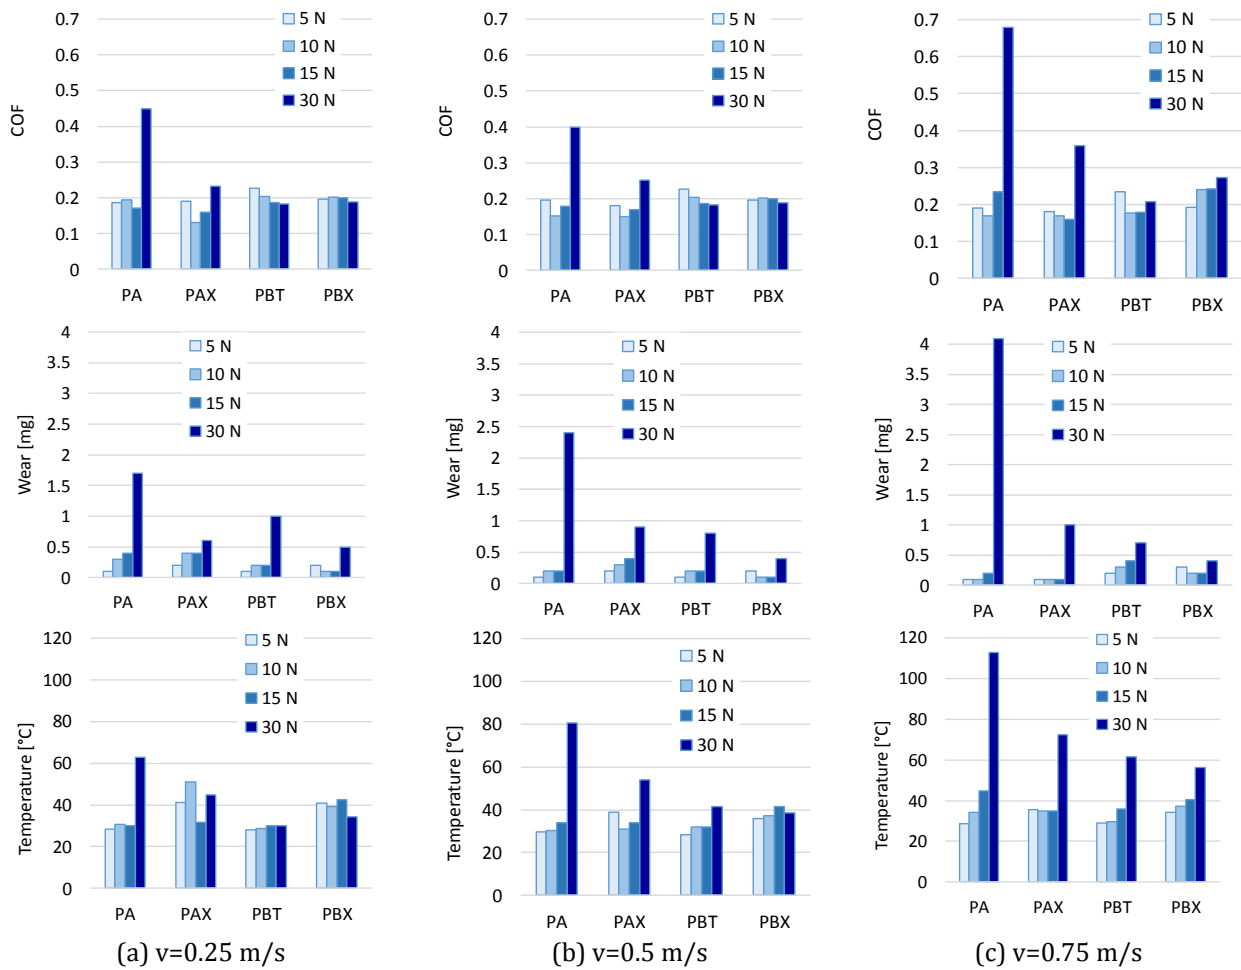 0.7
0.6
0.5
0.4
0.3
0.2
0.1
0
COF
5 N
10 N
15 N
30 N
PA PAX PBT PBX
0.7
0.6
0.5
0.4
0.3
0.2
0.1
0
COF
5 N
10 N
15 N
30 N
PA PAX PBT PBX
0.7
0.6
0.5
0.4
0.3
0.2
0.1
0
COF
5 N
10 N
15 N
30 N
PA PAX PBT PBX
4
3.5
3
2.5
2
1.5
1
0.5
0
Wear [mg]
5 N
10 N
15 N
30 N
PA PAX PBT PBX
4
3.5
3
2.5
2
1.5
1
0.5
0
Wear [mg]
5 N
10 N
15 N
30 N
PA PAX PBT PBX
4
3.5
3
2.5
2
1.5
1
0.5
0
Wear [mg]
5 N
10 N
15 N
30 N
PA PAX PBT PBX
120
100
80
60
40
20
0
Temperature [°C]
5 N
10 N
15 N
30 N
PA PAX PBT PBX
120
100
80
60
40
20
0
Temperature [°C]
5 N
10 N
15 N
30 N
PA PAX PBT PBX
120
100
80
60
40
20
0
Temperature [°C]
5 N
10 N
15 N
30 N
PA PAX PBT PBX
(a) v=0.25 m/s
(b) v=0.5 m/s
(c) v=0.75 m/s